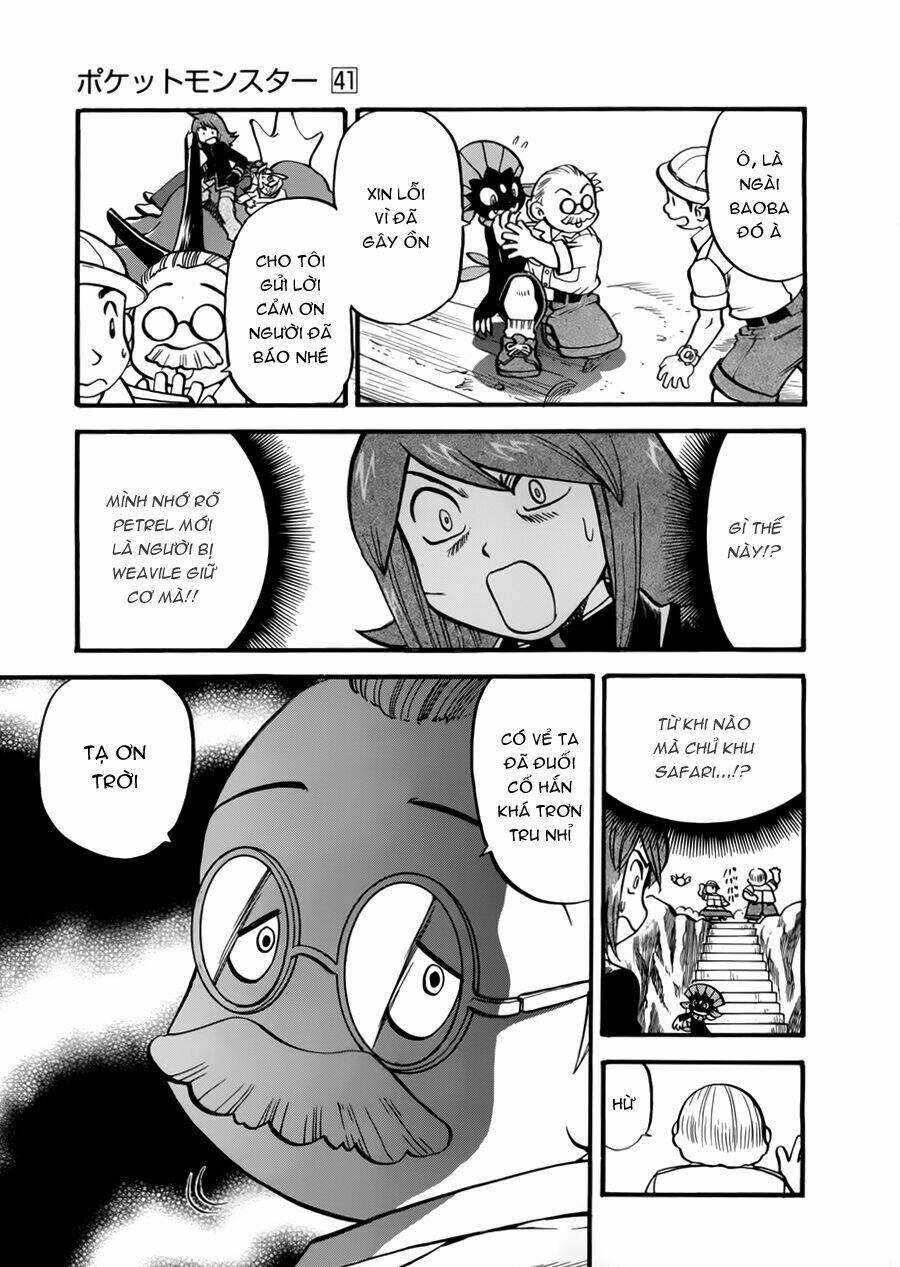 ポケットモンスター 41
Ô, LÀ
NGÀI
BAOBA
ĐÓ À
XIN LỖI
VÌ ĐÃ
GÂY ỒN
CHO TÔI
GỬI LỜI
CẢM ƠN
NGƯỜI ĐÃ
BÁO NHÉ
GÌ THẾ
NÀY!?
MÌNH NHỚ RÕ
PETREL MỚI
LÀ NGƯỜI BỊ
WEAVILE GIỮ
CƠ MÀ!!
TỪ KHI NÀO
MÀ CHỦ KHU
SAFARI...!?
HỪ
CÓ VẺ TA
ĐÃ ĐUỔI
CỔ HẮN
KHÁ TRƠN
TRU NHỈ
TẠ ƠN
TRỜI